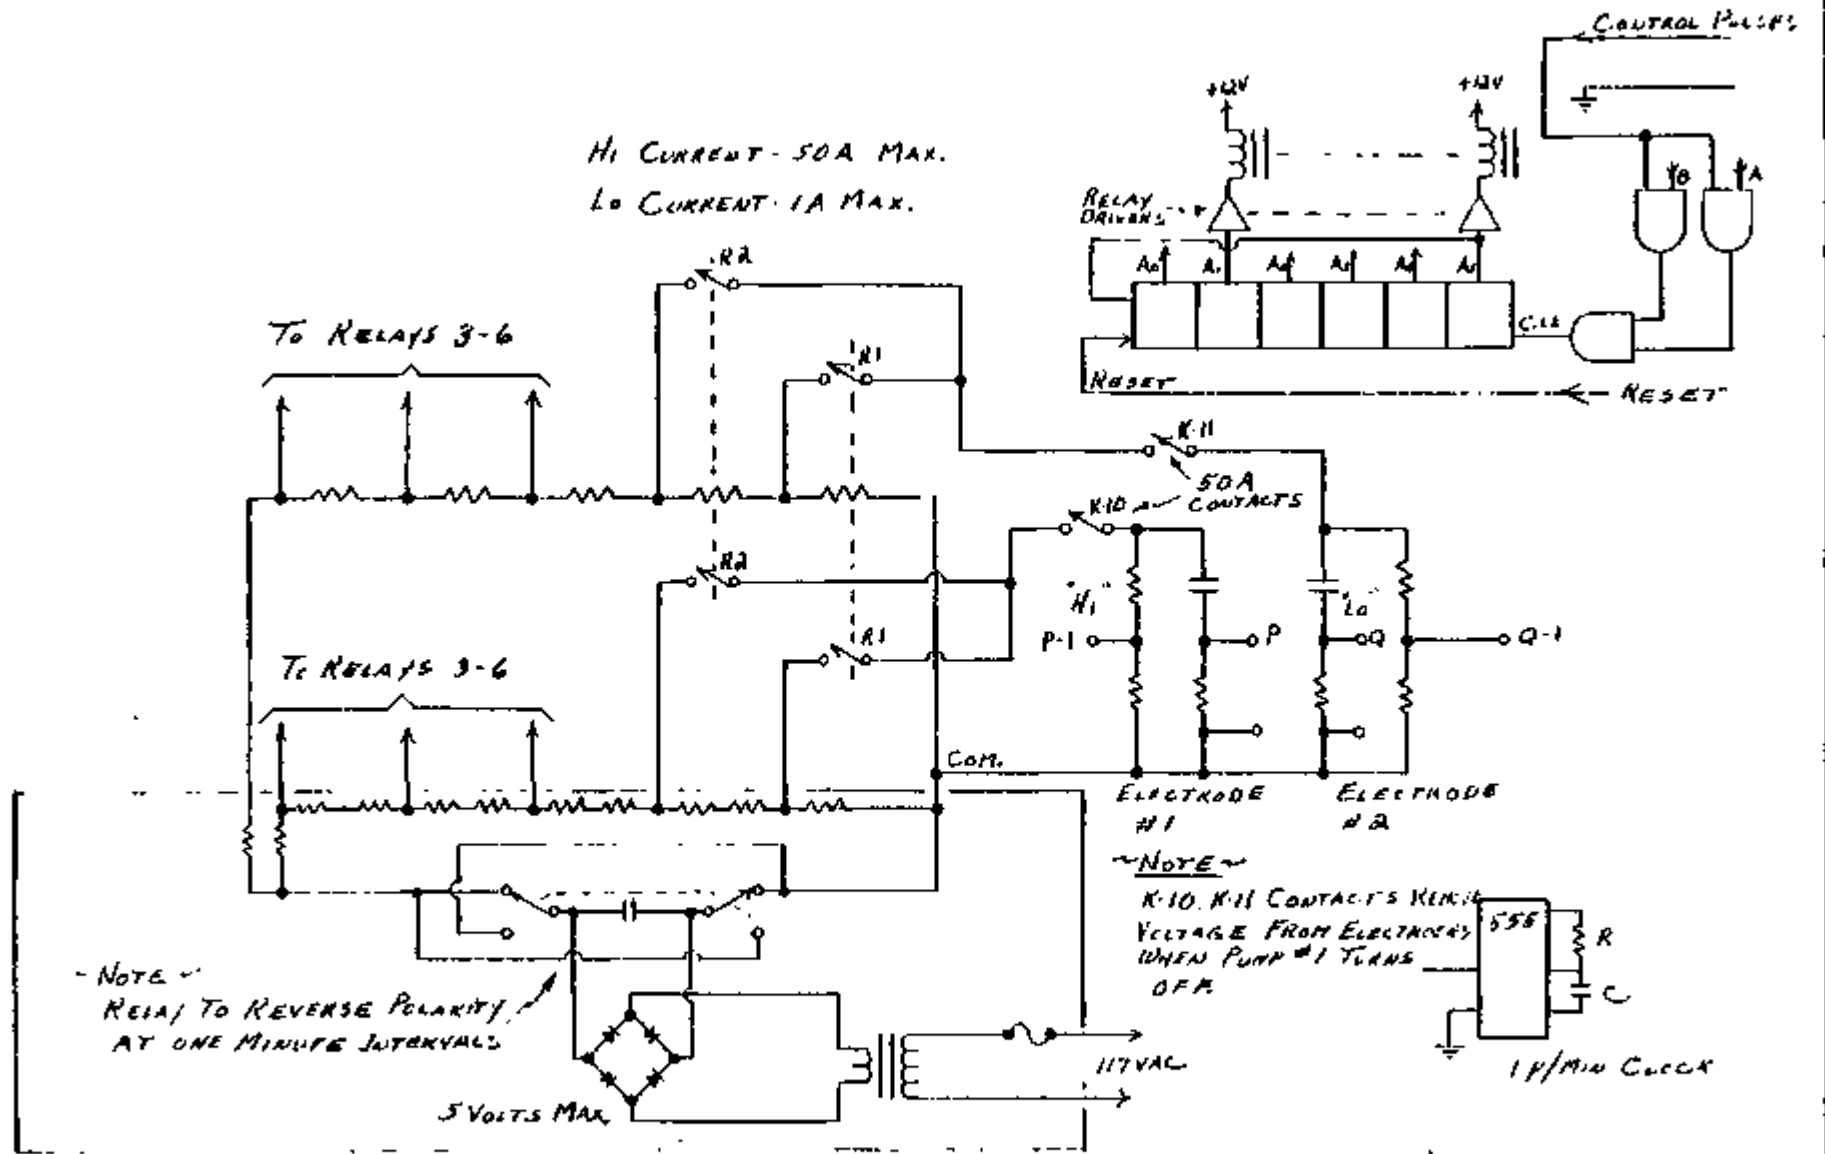 CONTROL PULSES
+12V
+12V
HI CURRENT - 50A MAX.
LO CURRENT - 1A MAX.
B
A
RELAY
DRIVERS
A0
A1
A2
A3
A4
A5
CLK
RESET
RESET
R2
R1
TO RELAYS 3-6
K-11
50A
CONTACTS
K-10
R2
R1
"HI"
"LO"
P-1
P
Q
Q-1
TO RELAYS 3-6
COM.
ELECTRODE
#1
ELECTRODE
#2
~NOTE~
K-10, K-11 CONTACTS
VOLTAGE FROM ELECTRODES
WHEN PUMP #1 TURNS
OFF.
555
R
C
1P/MIN CLOCK
-NOTE-
RELAY TO REVERSE POLARITY
AT ONE MINUTE INTERVALS
5 VOLTS MAX.
117VAC